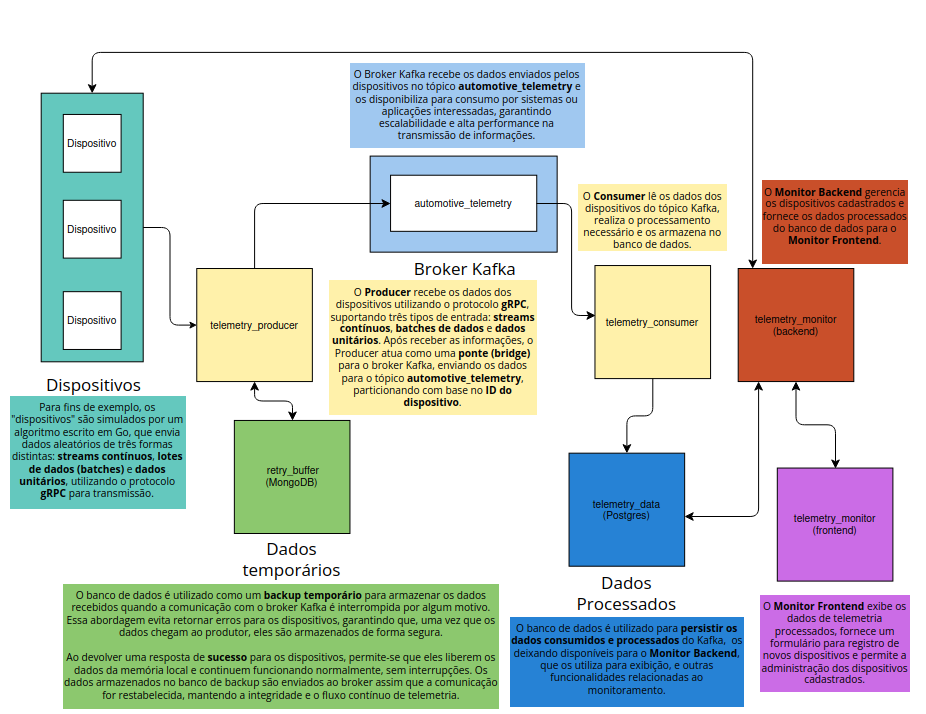 O Broker Kafka recebe os dados enviados pelos
dispositivos no tópico automotive_telemetry e
os disponibiliza para consumo por sistemas ou
aplicações interessadas, garantindo
escalabilidade e alta performance na
transmissão de informações.
Dispositivo
Dispositivo
Dispositivo
Dispositivos
Para fins de exemplo, os
"dispositivos" são simulados por um
algoritmo escrito em Go, que envia
dados aleatórios de três formas
distintas: streams contínuos, lotes
de dados (batches) e dados
unitários, utilizando o protocolo
gRPC para transmissão.
telemetry_producer
automotive_telemetry
Broker Kafka
O Producer recebe os dados dos
dispositivos utilizando o protocolo gRPC,
suportando três tipos de entrada: streams
contínuos, batches de dados e dados
unitários. Após receber as informações, o
Producer atua como uma ponte (bridge)
para o broker Kafka, enviando os dados
para o tópico automotive_telemetry,
particionando com base no ID do
dispositivo.
O Consumer lê os dados dos
dispositivos do tópico Kafka,
realiza o processamento
necessário e os armazena no
banco de dados.
telemetry_consumer
O Monitor Backend gerencia
os dispositivos cadastrados e
fornece os dados processados
do banco de dados para o
Monitor Frontend.
telemetry_monitor
(backend)
retry_buffer
(MongoDB)
Dados
temporários
O banco de dados é utilizado como um backup temporário para armazenar os dados
recebidos quando a comunicação com o broker Kafka é interrompida por algum motivo.
Essa abordagem evita retornar erros para os dispositivos, garantindo que, uma vez que os
dados chegam ao produtor, eles são armazenados de forma segura.
Ao devolver uma resposta de sucesso para os dispositivos, permite-se que eles liberem os
dados da memória local e continuem funcionando normalmente, sem interrupções. Os
dados armazenados no banco de backup são enviados ao broker assim que a comunicação
for restabelecida, mantendo a integridade e o fluxo contínuo de telemetria.
telemetry_data
(Postgres)
Dados
Processados
O banco de dados é utilizado para persistir os
dados consumidos e processados do Kafka, os
deixando disponíveis para o Monitor Backend,
que os utiliza para exibição, e outras
funcionalidades relacionadas ao
monitoramento.
telemetry_monitor
(frontend)
O Monitor Frontend exibe os
dados de telemetria
processados, fornece um
formulário para registro de
novos dispositivos e permite a
administração dos dispositivos
cadastrados.